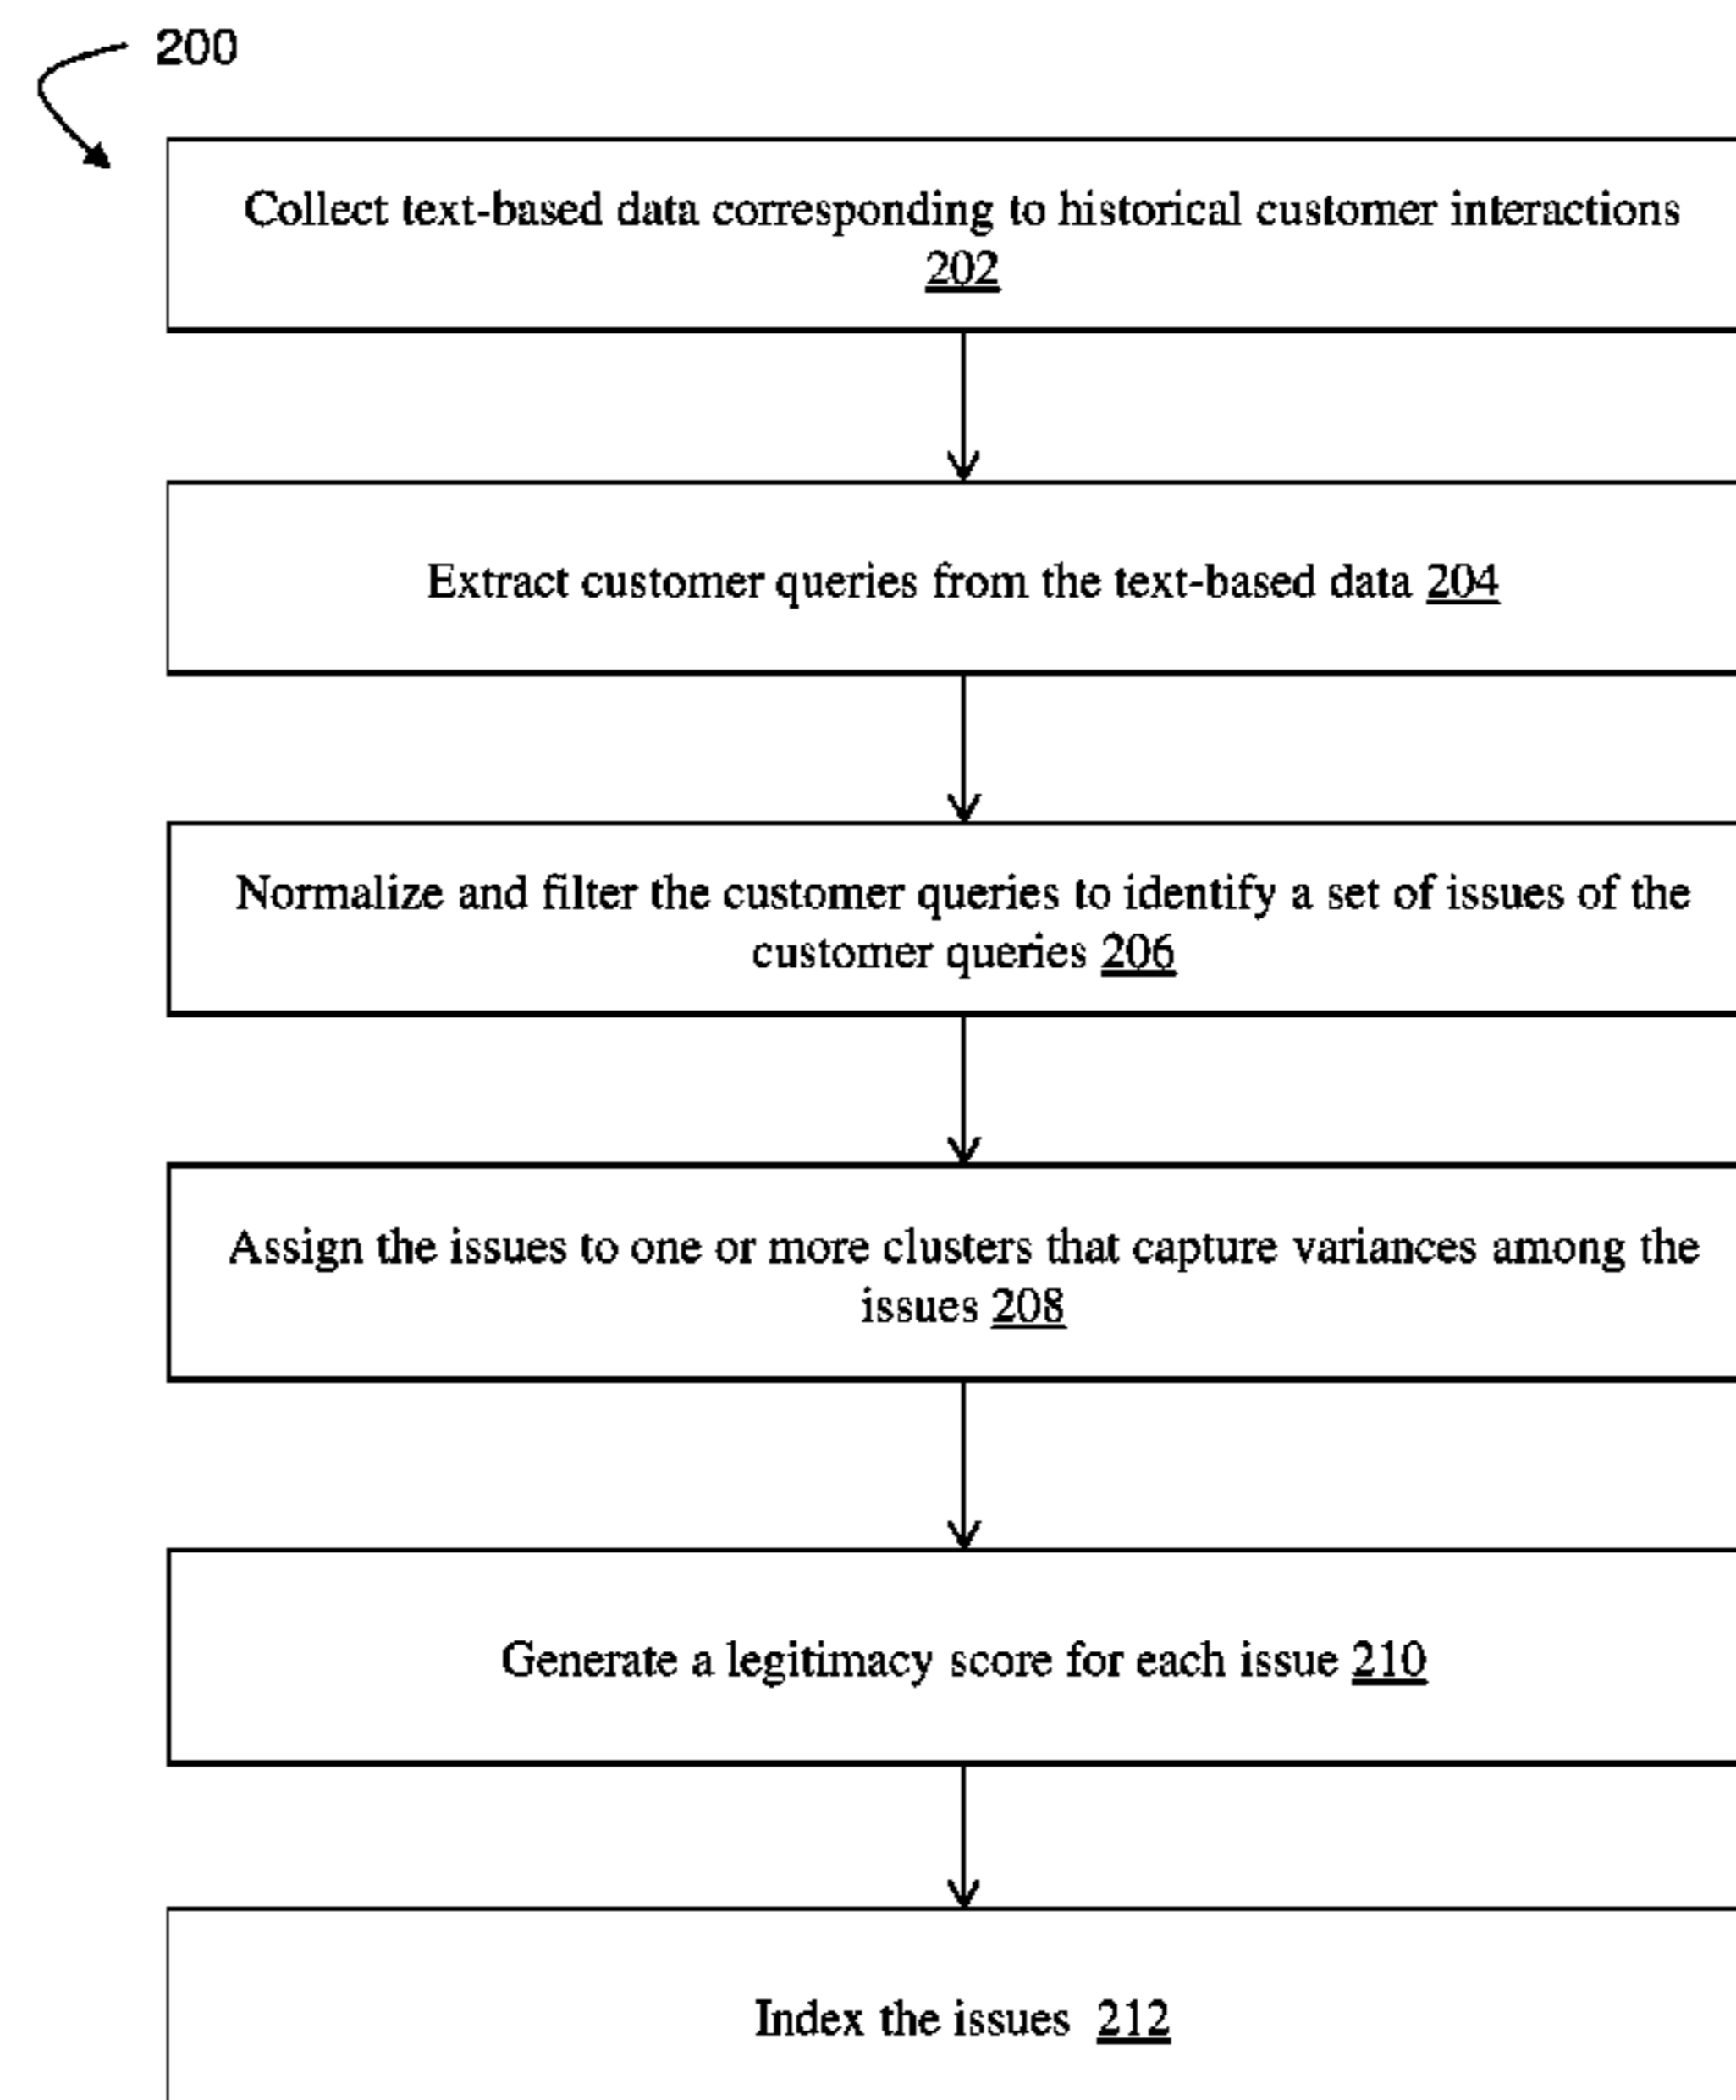 200
Collect text-based data corresponding to historical customer interactions
202
Extract customer queries from the text-based data 204
Normalize and filter the customer queries to identify a set of issues of the
customer queries 206
Assign the issues to one or more clusters that capture variances among the
issues 208
Generate a legitimacy score for each issue 210
Index the issues 212